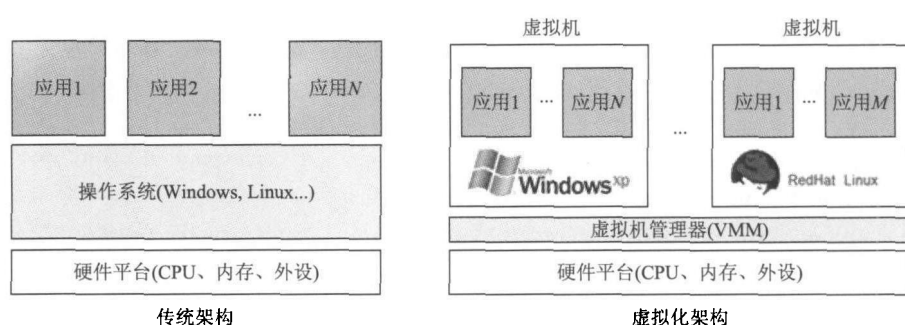 应用1
应用2
...
应用N
操作系统(Windows, Linux...)
硬件平台(CPU、内存、外设)
传统架构
虚拟机
应用1
...
应用N
Microsoft
Windows xp
...
虚拟机
应用1
...
应用M
RedHat Linux
虚拟机管理器(VMM)
硬件平台(CPU、内存、外设)
虚拟化架构